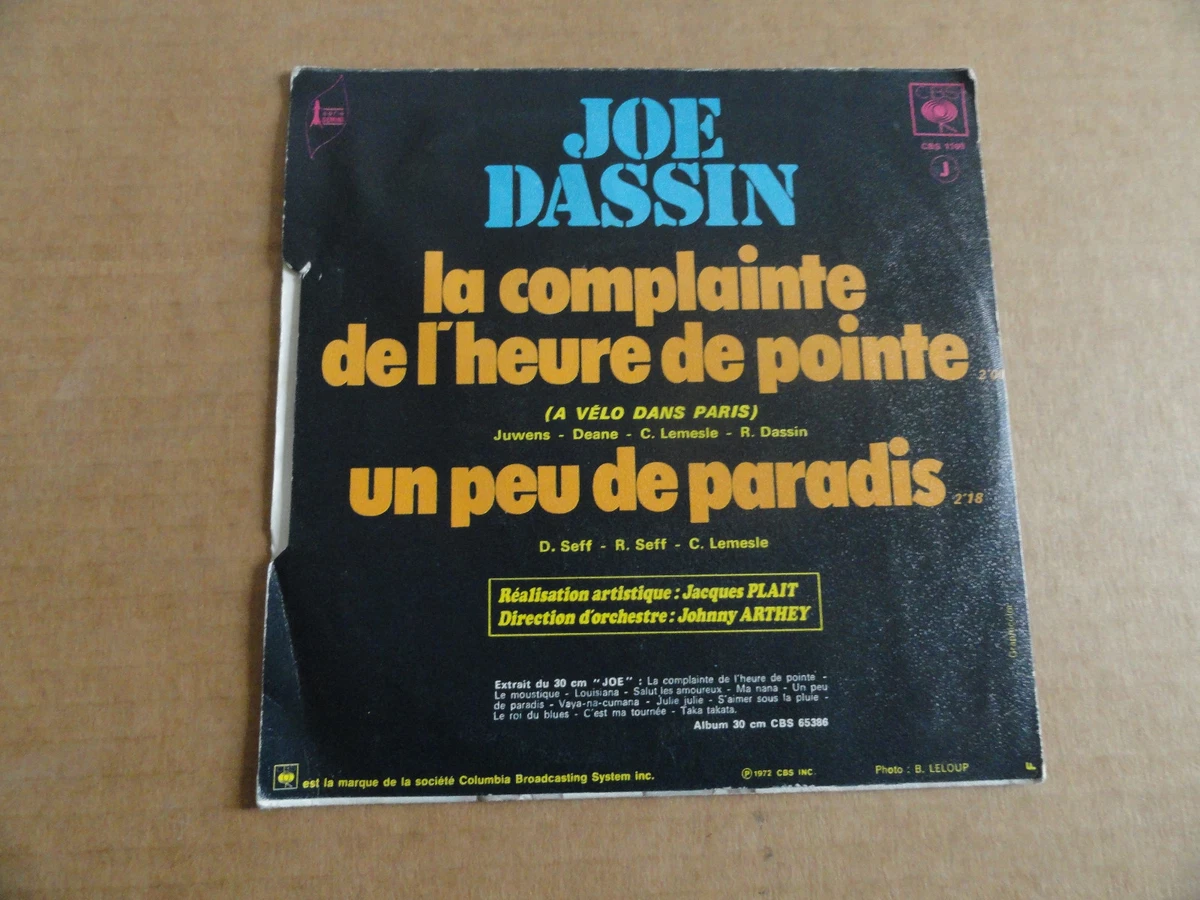 CBS
JOE
DASSIN
J
la complainte
de l'heure de pointe
(A VÉLO DANS PARIS)
Juwens - Deane - C. Lemesle - R. Dassin
un peu de paradis 2'18
D. Seff - R. Seff - C. Lemesle
Réalisation artistique : Jacques PLAIT
Direction d'orchestre : Johnny ARTHEY
Extrait du 30 cm "JOE" : La complainte de l'heure de pointe -
Le moustique - Louisiana - Salut les amoureux - Ma nana - Un peu
de paradis - Vaya-na-cumana - Julie julie - S'aimer sous la pluie -
Le roi du blues - C'est ma tournée - Taka takata.
Album 30 cm CBS 65386
est la marque de la société Columbia Broadcasting System inc.
Ⓟ 1972 CBS INC.
Photo : B. LELOUP